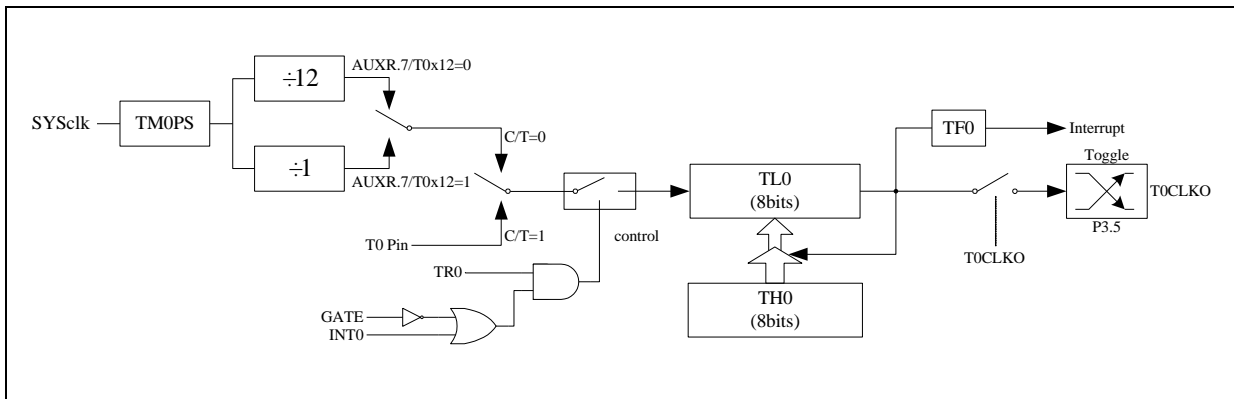 AUXR.7/T0x12=0
÷12
SYSclk
TM0PS
C/T=0
÷1
AUXR.7/T0x12=1
T0 Pin
C/T=1
control
TR0
GATE
INT0
TL0
(8bits)
TH0
(8bits)
TF0
Interrupt
Toggle
T0CLKO
P3.5
T0CLKO